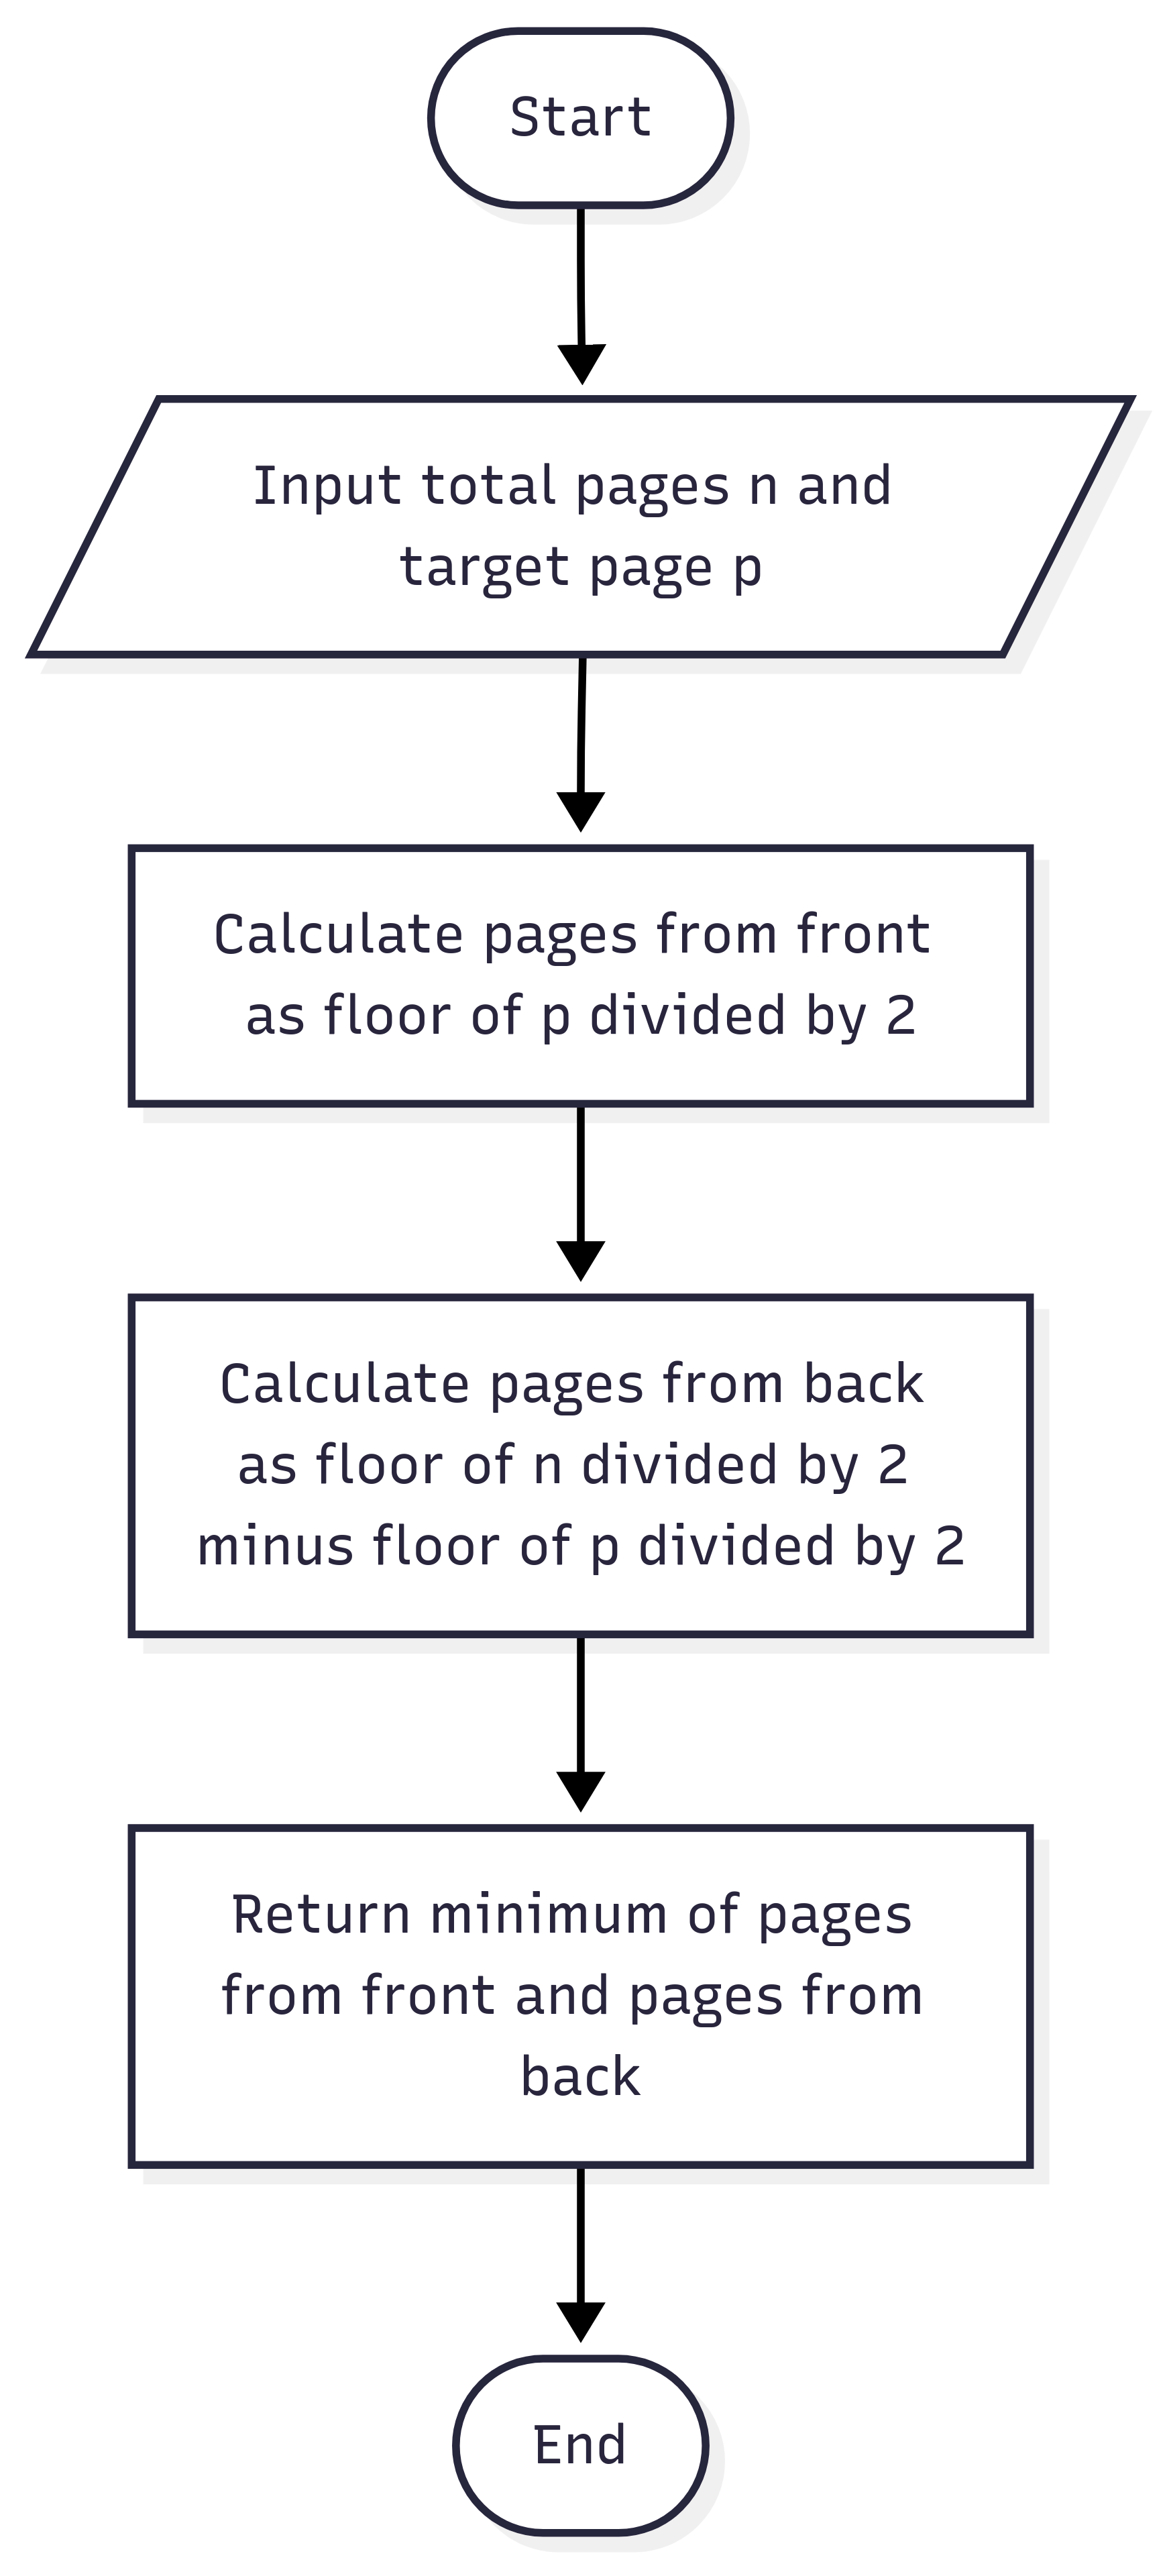 Start
Input total pages n and
target page p
Calculate pages from front
as floor of p divided by 2
Calculate pages from back
as floor of n divided by 2
minus floor of p divided by 2
Return minimum of pages
from front and pages from
back
End